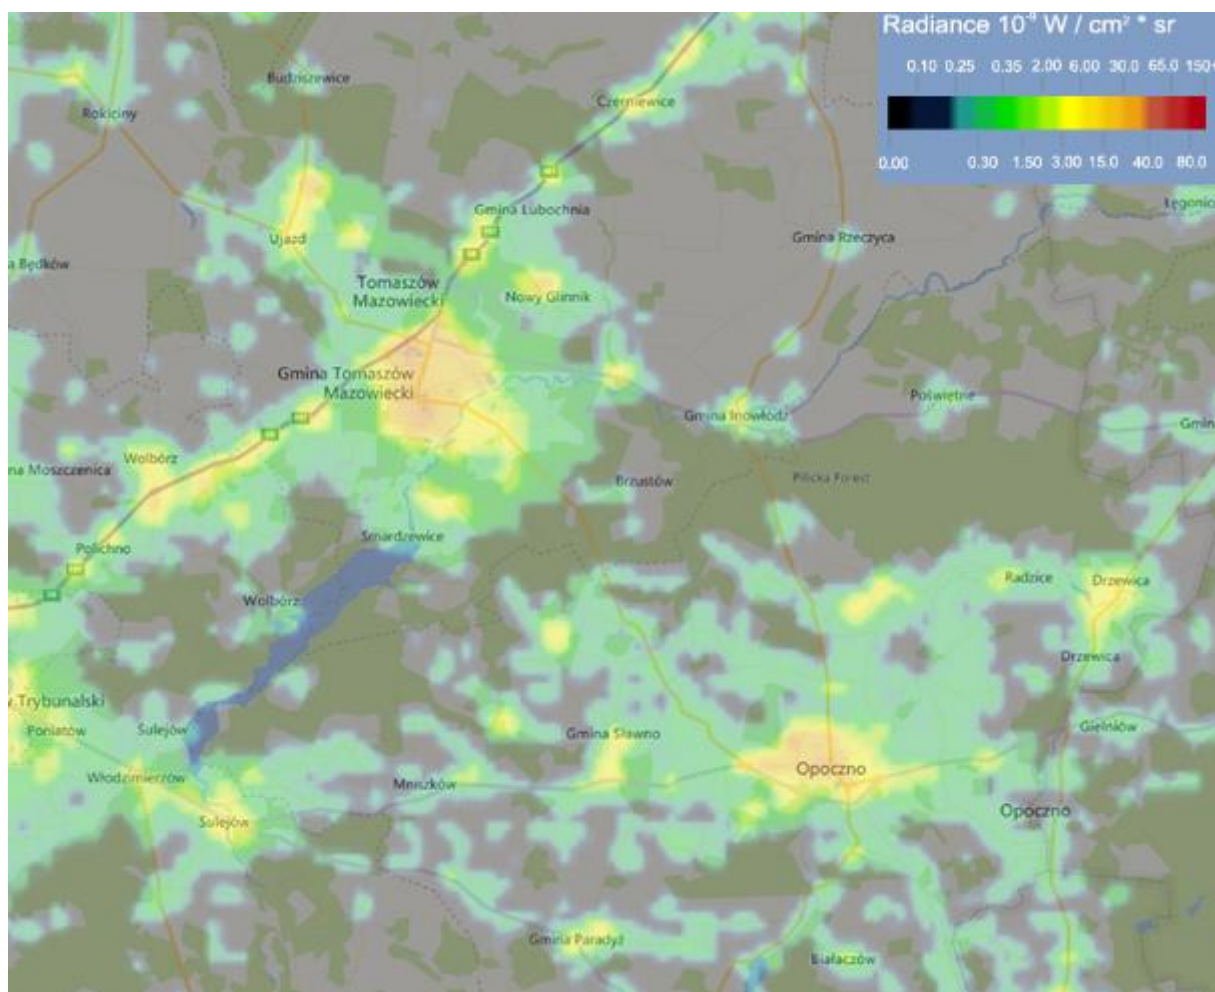 Radiance 10⁻⁹ W / cm² * sr
0.10 0.25 0.35 2.00 6.00 30.0 65.0 150+
0.00 0.30 1.50 3.00 15.0 40.0 80.0
Budziszewice
Rokiciny
Czerniewice
Gmina Lubochnia
Łęgonic
Ujazd
Gmina Rzeczyca
a Będków
Tomaszów
Mazowiecki
Nowy Glinnik
Gmina Tomaszów
Mazowiecki
Poświętne
Gmina Inowłódz
Gmin
Wolbórz
na Moszczenica
Brzustów
Pilicka Forest
Smardzewice
Polichno
Radzice
Drzewica
Wolbórz
Drzewica
w Trybunalski
Poniatów
Sulejów
Gmina Sławno
Gielniów
Włodzimierzów
Mniszków
Opoczno
Opoczno
Sulejów
Gmina Paradyż
Białaczów